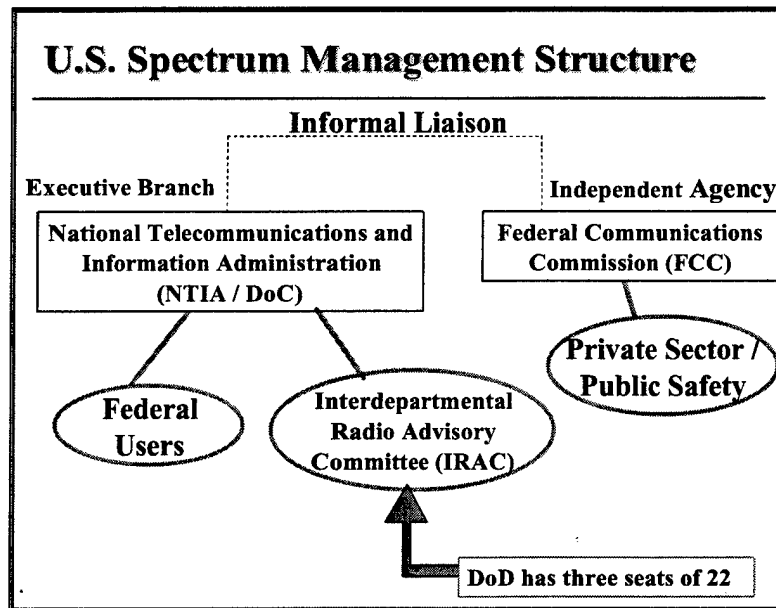 U.S. Spectrum Management Structure
Informal Liaison
Executive Branch
Independent Agency
National Telecommunications and
Information Administration
(NTIA / DoC)
Federal Communications
Commission (FCC)
Federal
Users
Interdepartmental
Radio Advisory
Committee (IRAC)
Private Sector /
Public Safety
DoD has three seats of 22